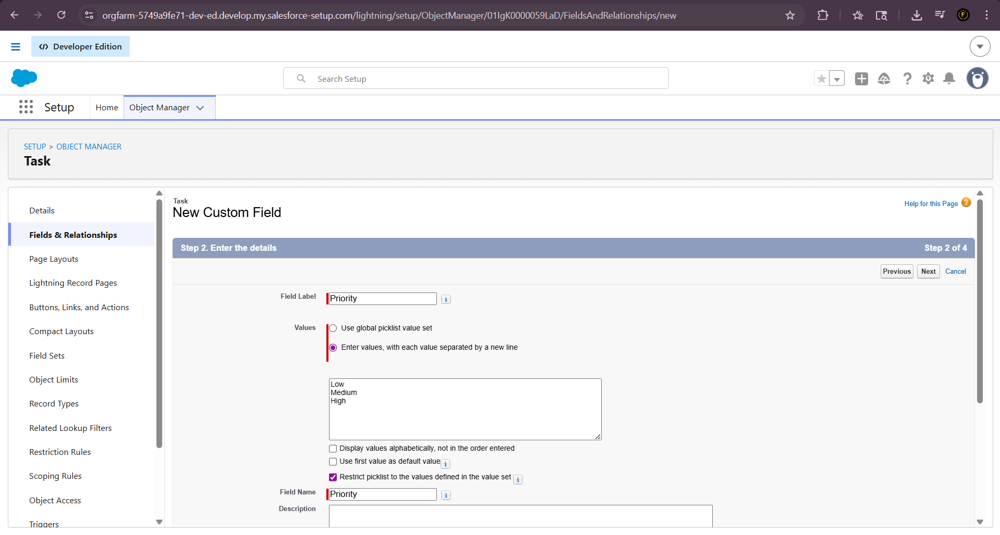 orgfarm-5749a9fe71-dev-ed.develop.my.salesforce-setup.com/lightning/setup/ObjectManager/01IgK0000059LaD/FieldsAndRelationships/new
F
</> Developer Edition
Search Setup
Setup
Home
Object Manager
SETUP > OBJECT MANAGER
Task
Details
Fields & Relationships
Page Layouts
Lightning Record Pages
Buttons, Links, and Actions
Compact Layouts
Field Sets
Object Limits
Record Types
Related Lookup Filters
Restriction Rules
Scoping Rules
Object Access
Triggers
Task
New Custom Field
Help for this Page ?
Step 2. Enter the details
Step 2 of 4
Previous Next Cancel
Field Label Priority i
Values Use global picklist value set
Enter values, with each value separated by a new line
Low
Medium
High
Display values alphabetically, not in the order entered
Use first value as default value i
Restrict picklist to the values defined in the value set i
Field Name Priority i
Description